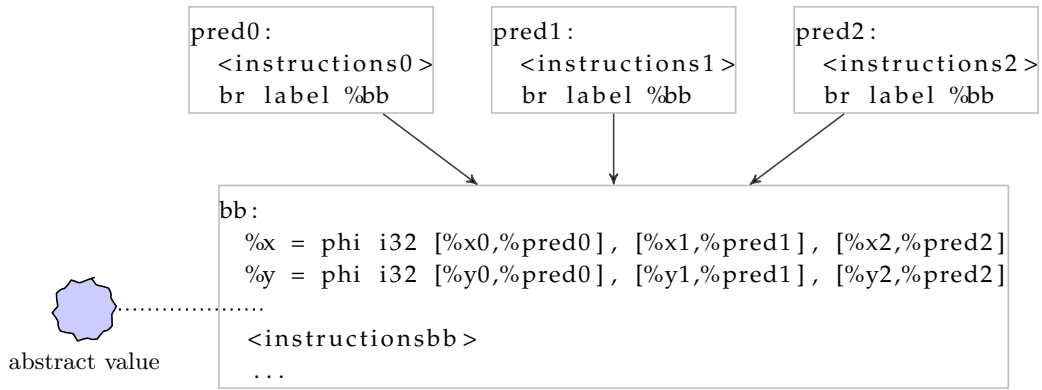 pred0:
<instructions0>
br label %bb
pred1:
<instructions1>
br label %bb
pred2:
<instructions2>
br label %bb
bb:
%x = phi i32 [%x0,%pred0], [%x1,%pred1], [%x2,%pred2]
%y = phi i32 [%y0,%pred0], [%y1,%pred1], [%y2,%pred2]
<instructionsbb>
...
abstract value